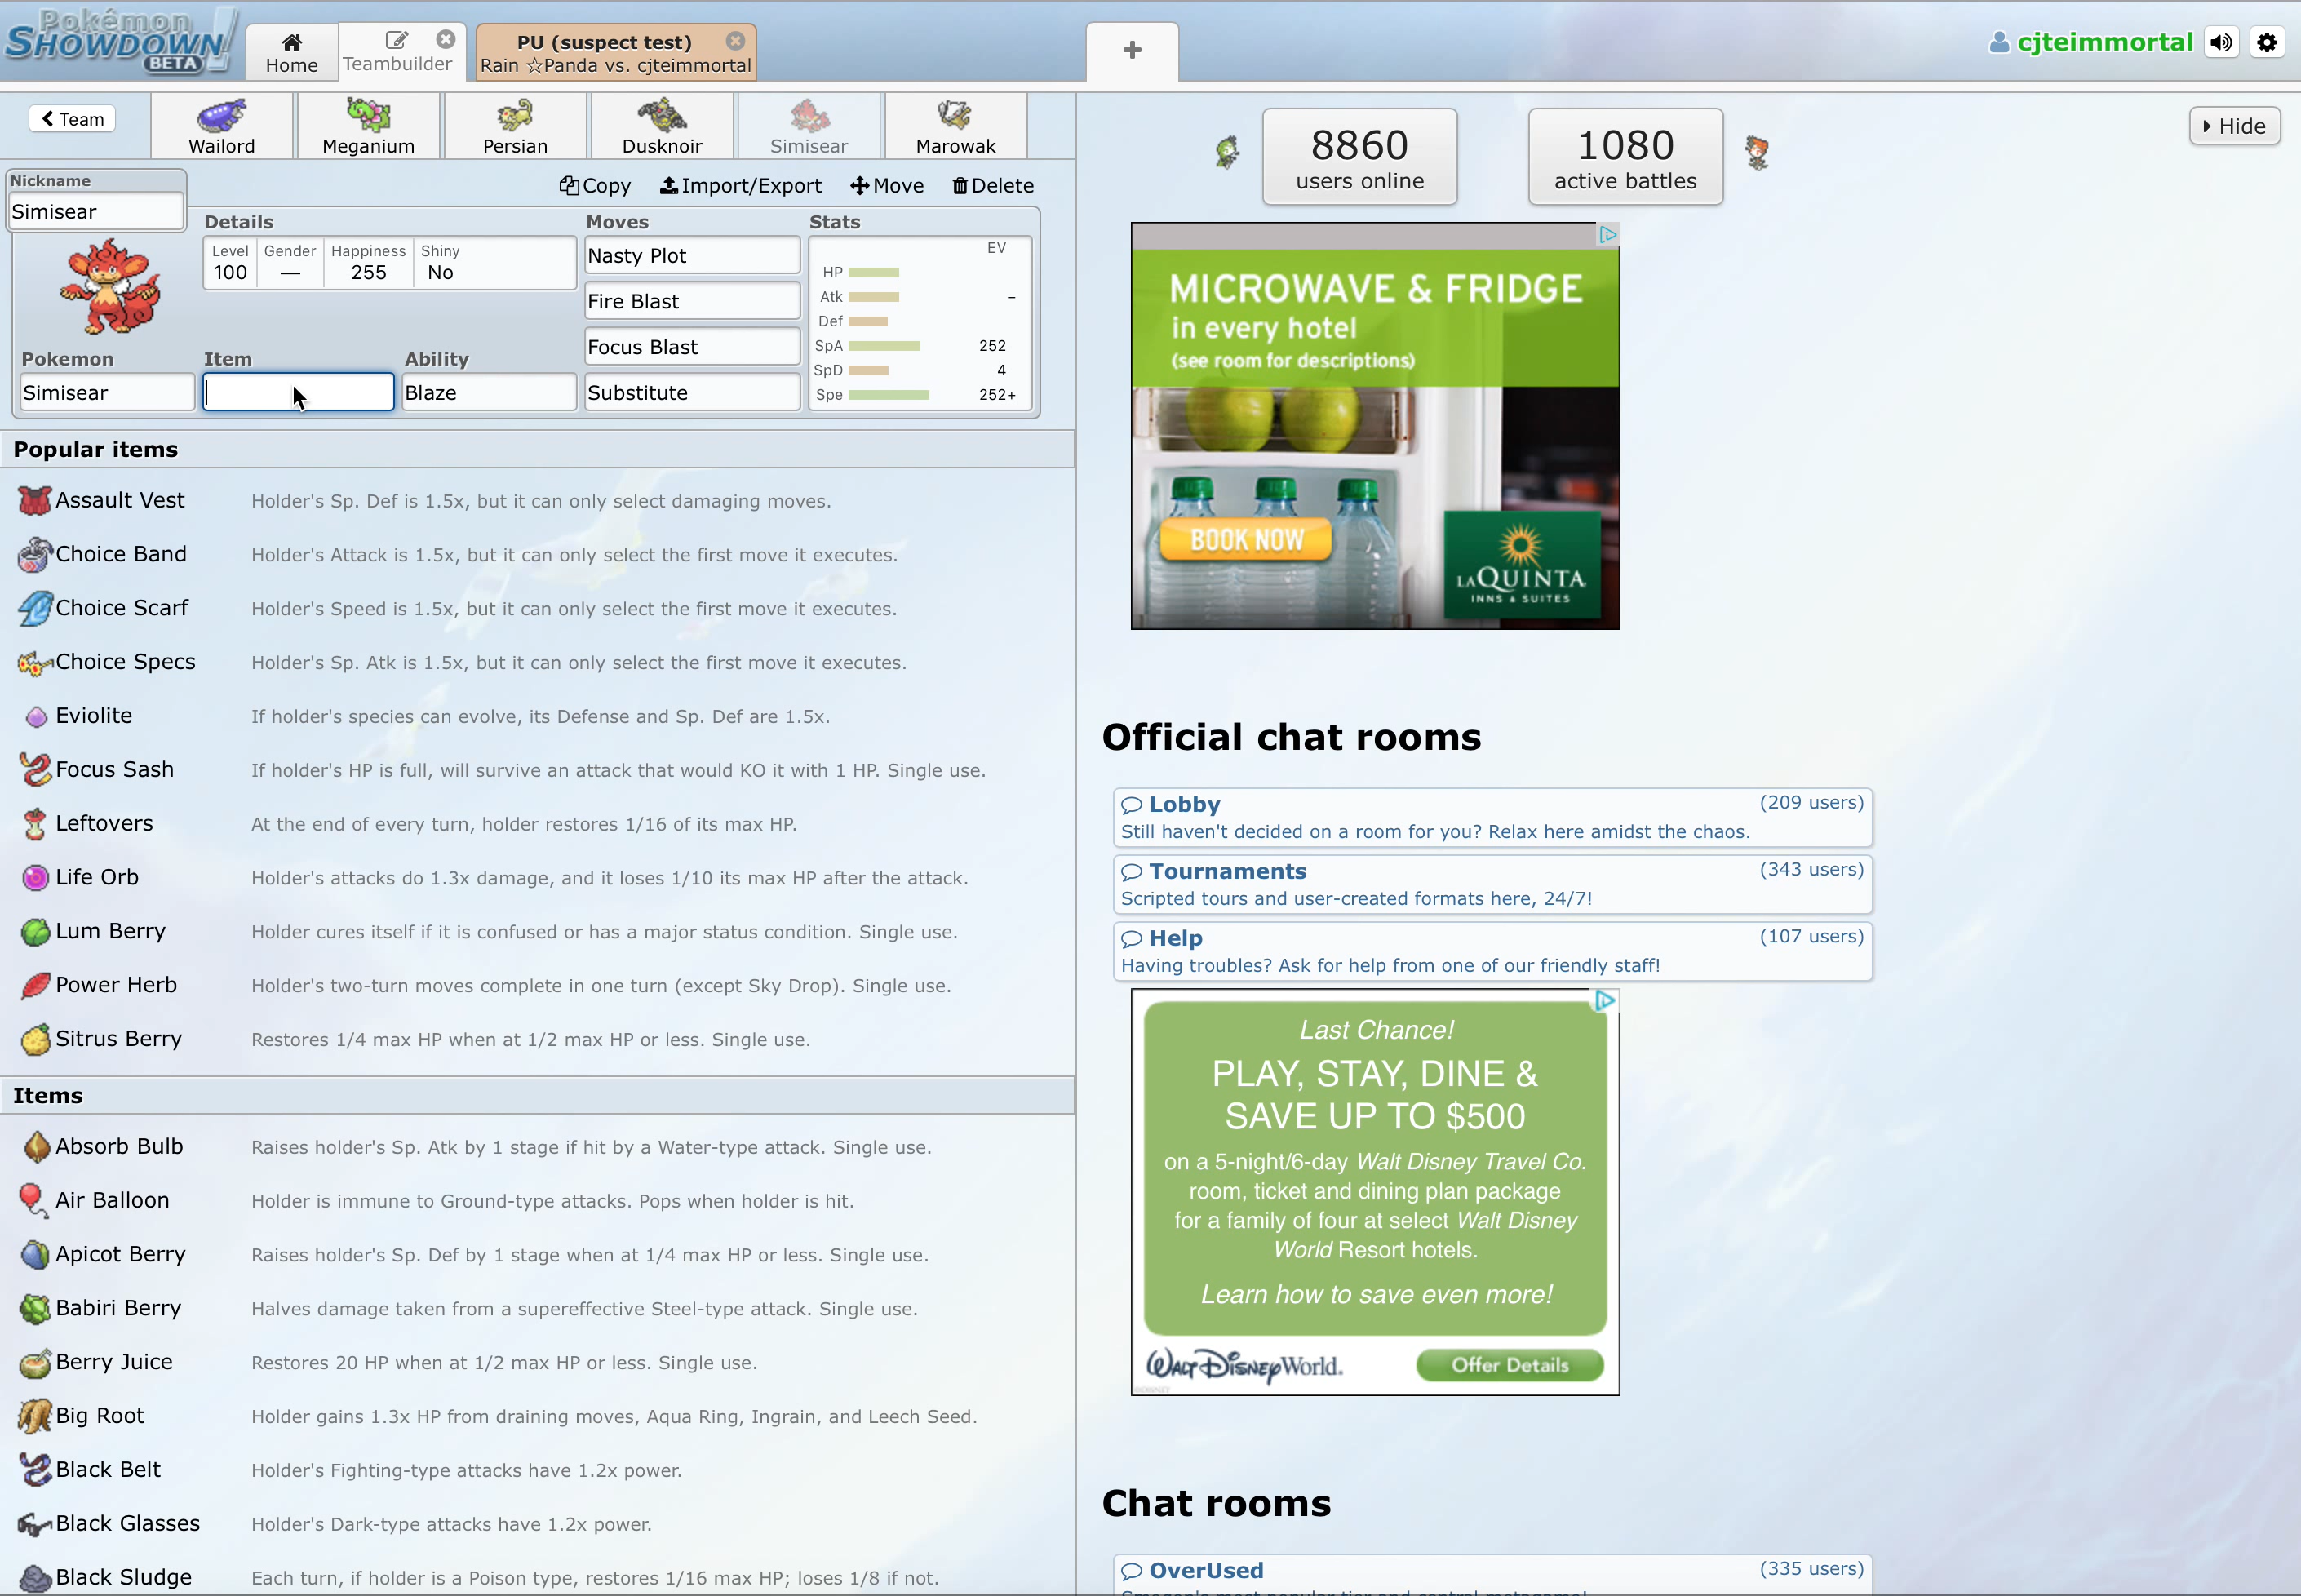 Pokémon
SHOWDOWN!
BETA
Home
Teambuilder
PU (suspect test)
Rain ☆Panda vs. cjteimmortal
+
cjteimmortal
Team
Wailord
Meganium
Persian
Dusknoir
Simisear
Marowak
Hide
8860
users online
1080
active battles
Nickname
Simisear
Copy
Import/Export
Move
Delete
Details
Moves
Stats
Level
100
Gender
—
Happiness
255
Shiny
No
Nasty Plot
Fire Blast
Focus Blast
Substitute
EV
HP
Atk –
Def
SpA 252
SpD 4
Spe 252+
Pokemon
Item
Ability
Simisear
Blaze
Popular items
Assault Vest Holder's Sp. Def is 1.5x, but it can only select damaging moves.
Choice Band Holder's Attack is 1.5x, but it can only select the first move it executes.
Choice Scarf Holder's Speed is 1.5x, but it can only select the first move it executes.
Choice Specs Holder's Sp. Atk is 1.5x, but it can only select the first move it executes.
Eviolite If holder's species can evolve, its Defense and Sp. Def are 1.5x.
Focus Sash If holder's HP is full, will survive an attack that would KO it with 1 HP. Single use.
Leftovers At the end of every turn, holder restores 1/16 of its max HP.
Life Orb Holder's attacks do 1.3x damage, and it loses 1/10 its max HP after the attack.
Lum Berry Holder cures itself if it is confused or has a major status condition. Single use.
Power Herb Holder's two-turn moves complete in one turn (except Sky Drop). Single use.
Sitrus Berry Restores 1/4 max HP when at 1/2 max HP or less. Single use.
Items
Absorb Bulb Raises holder's Sp. Atk by 1 stage if hit by a Water-type attack. Single use.
Air Balloon Holder is immune to Ground-type attacks. Pops when holder is hit.
Apicot Berry Raises holder's Sp. Def by 1 stage when at 1/4 max HP or less. Single use.
Babiri Berry Halves damage taken from a supereffective Steel-type attack. Single use.
Berry Juice Restores 20 HP when at 1/2 max HP or less. Single use.
Big Root Holder gains 1.3x HP from draining moves, Aqua Ring, Ingrain, and Leech Seed.
Black Belt Holder's Fighting-type attacks have 1.2x power.
Black Glasses Holder's Dark-type attacks have 1.2x power.
Black Sludge Each turn, if holder is a Poison type, restores 1/16 max HP; loses 1/8 if not.
MICROWAVE & FRIDGE
in every hotel
(see room for descriptions)
BOOK NOW
LAQUINTA
INNS & SUITES
Official chat rooms
Lobby (209 users)
Still haven't decided on a room for you? Relax here amidst the chaos.
Tournaments (343 users)
Scripted tours and user-created formats here, 24/7!
Help (107 users)
Having troubles? Ask for help from one of our friendly staff!
Last Chance!
PLAY, STAY, DINE &
SAVE UP TO $500
on a 5-night/6-day Walt Disney Travel Co.
room, ticket and dining plan package
for a family of four at select Walt Disney
World Resort hotels.
Learn how to save even more!
Walt Disney World.
Offer Details
Chat rooms
OverUsed (335 users)